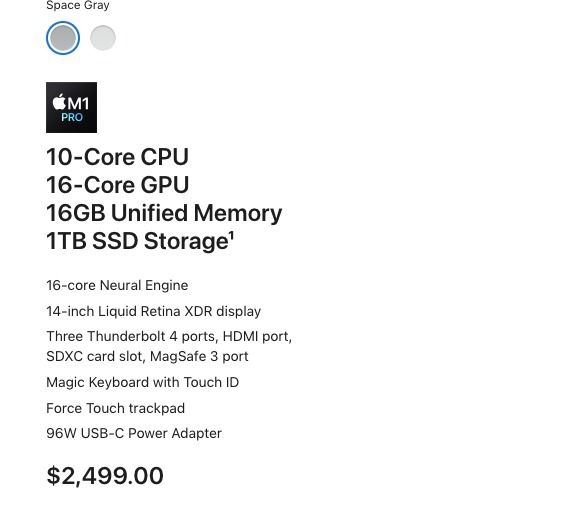 Space Gray
M1
PRO
10-Core CPU
16-Core GPU
16GB Unified Memory
1TB SSD Storage¹
16-core Neural Engine
14-inch Liquid Retina XDR display
Three Thunderbolt 4 ports, HDMI port,
SDXC card slot, MagSafe 3 port
Magic Keyboard with Touch ID
Force Touch trackpad
96W USB-C Power Adapter
$2,499.00